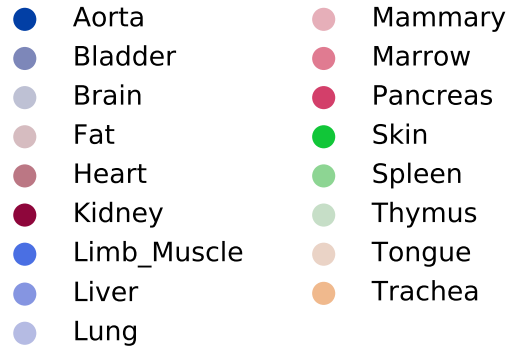 Aorta
Bladder
Brain
Fat
Heart
Kidney
Limb_Muscle
Liver
Lung
Mammary
Marrow
Pancreas
Skin
Spleen
Thymus
Tongue
Trachea